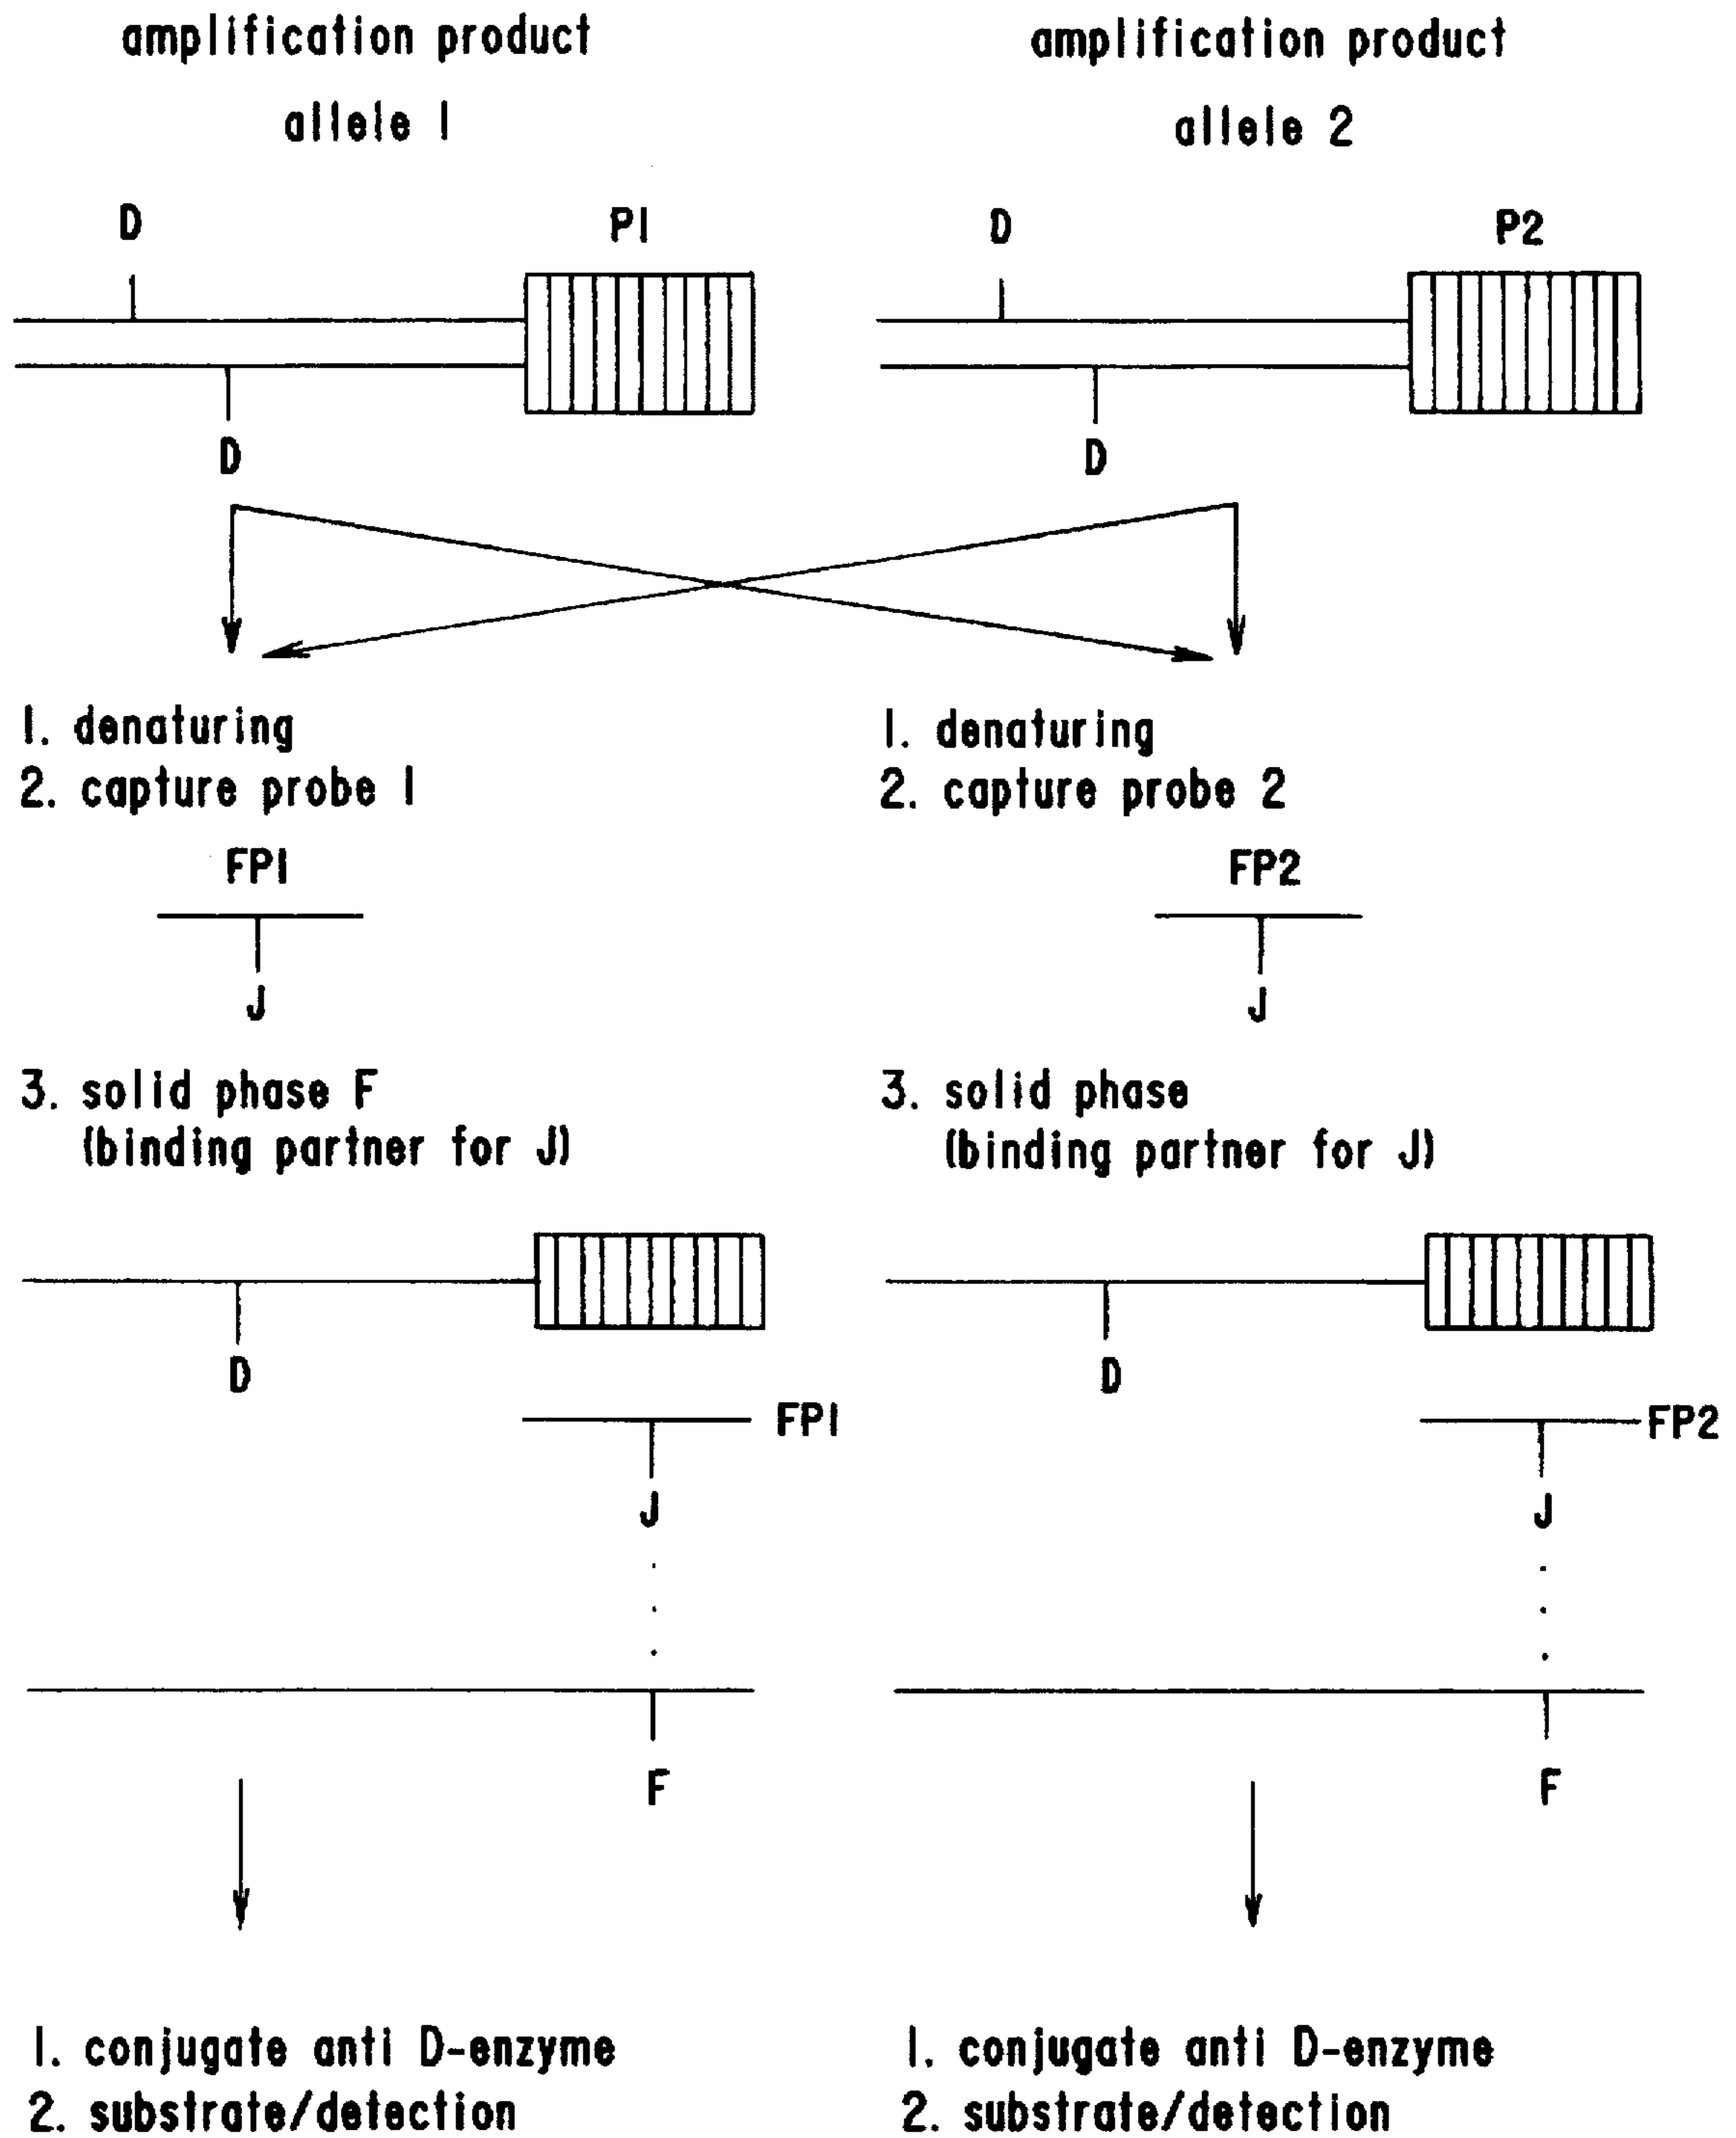 amplification product
allele 1
D
P1
D
1. denaturing
2. capture probe 1
FP1
J
3. solid phase F
(binding partner for J)
D
FP1
J
F
1. conjugate anti D-enzyme
2. substrate/detection
amplification product
allele 2
D
P2
D
1. denaturing
2. capture probe 2
FP2
J
3. solid phase
(binding partner for J)
D
FP2
J
F
1. conjugate anti D-enzyme
2. substrate/detection